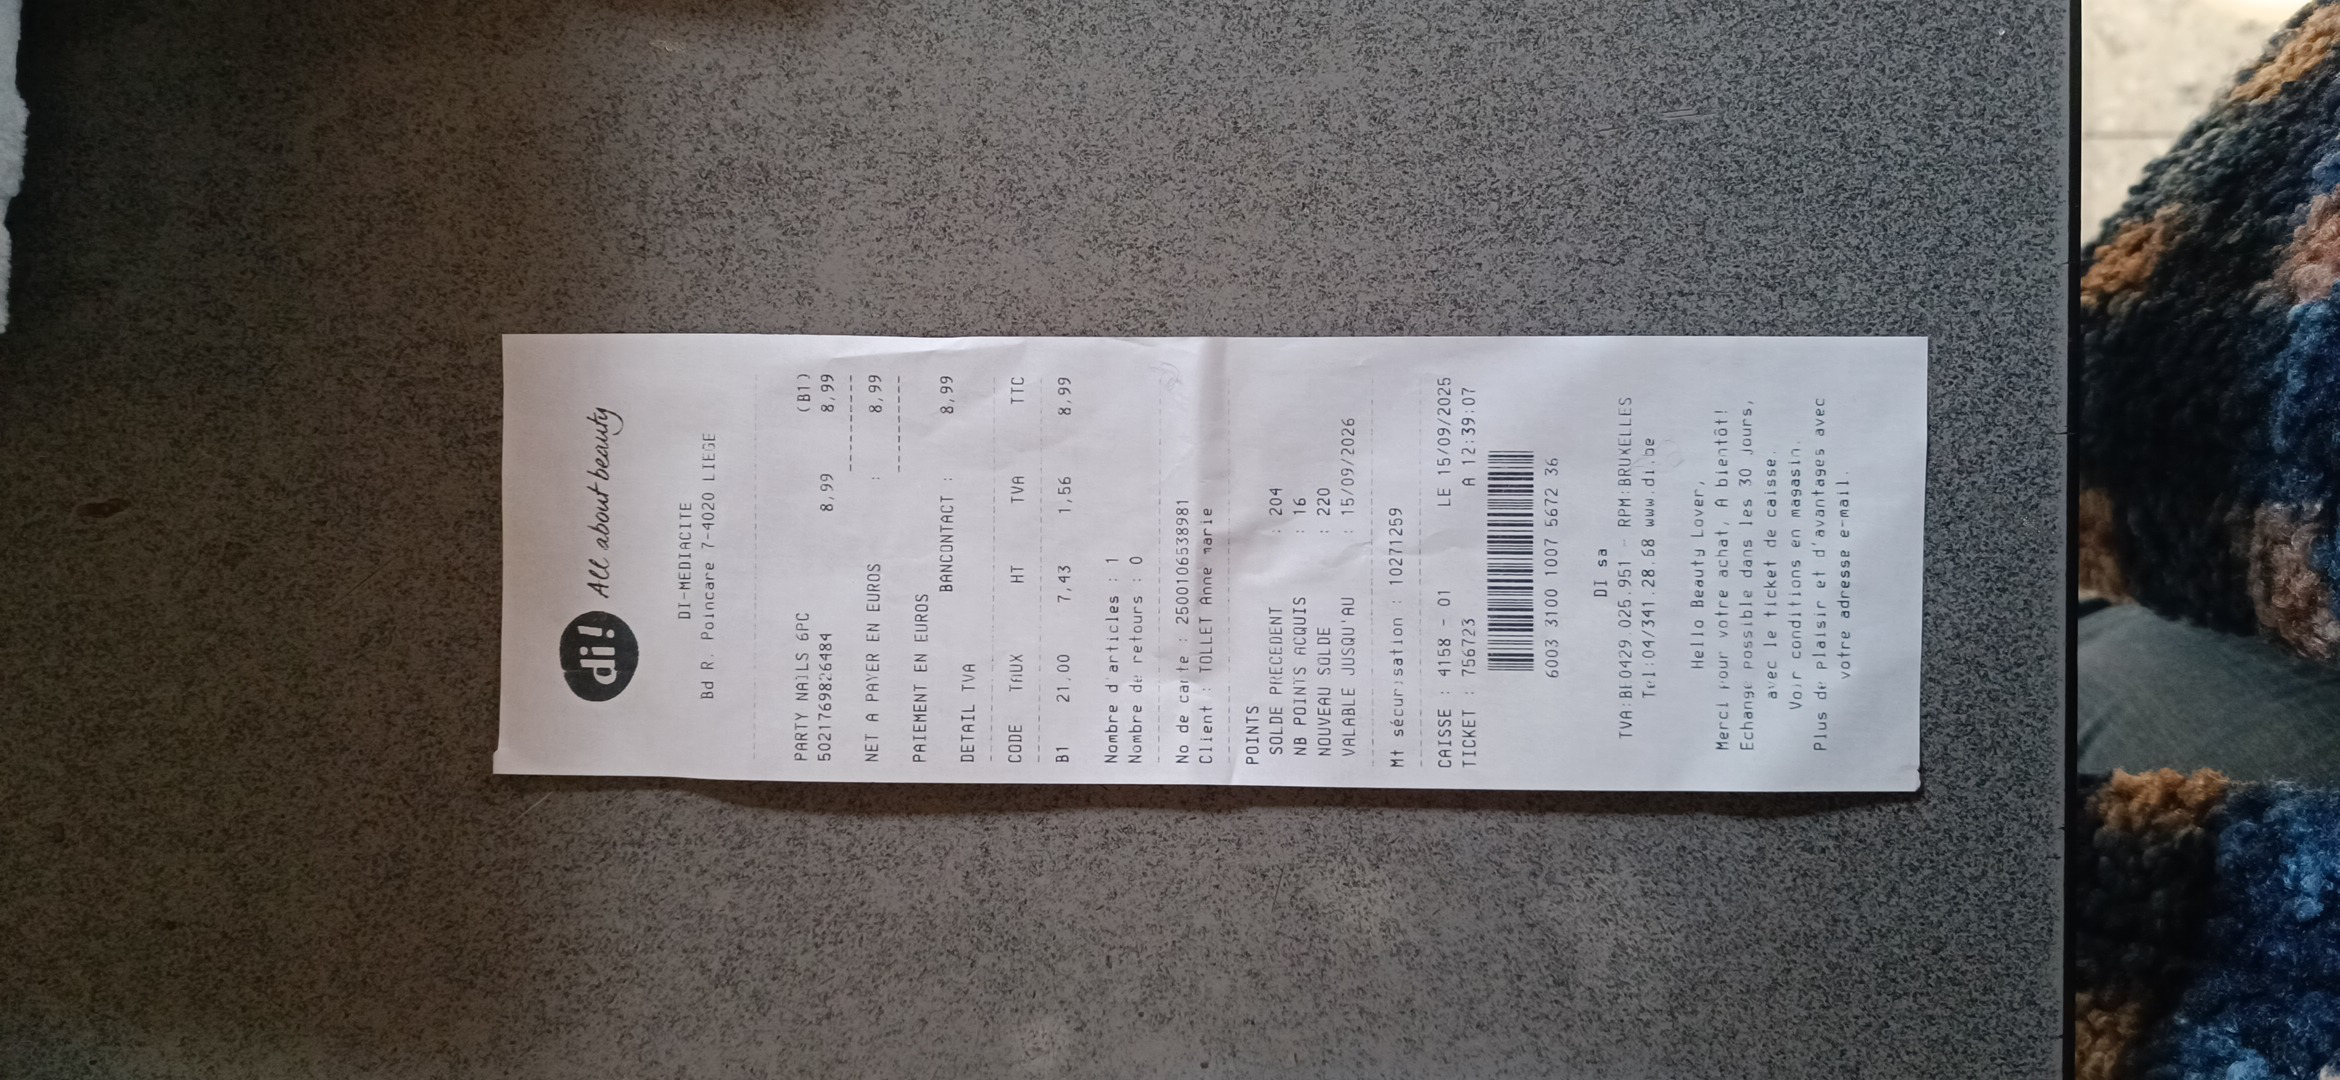 di! All about beauty
DI-MEDIACITE
Bd R. Poincare 7-4020 LIEGE
PARTY NAILS 6PC (B1)
5021769826484 8,99 8,99
NET A PAYER EN EUROS : 8,99
PAIEMENT EN EUROS
BANCONTACT : 8,99
DETAIL TVA
CODE TAUX HT TVA TTC
B1 21,00 7,43 1,56 8,99
Nombre d'articles : 1
Nombre de retours : 0
No de carte : 2500106538981
Client : TOLLET Anne marie
POINTS
SOLDE PRECEDENT : 204
NB POINTS ACQUIS : 16
NOUVEAU SOLDE : 220
VALABLE JUSQU'AU : 15/09/2026
Mt sécurisation : 10271259
CAISSE : 4158 - 01 LE 15/09/2025
TICKET : 756723 A 12:39:07
6003 3100 1007 5672 36
DI sa
TVA:BE0429.025.951 - RPM:BRUXELLES
Tel:04/341.28.68 www.di.be
Hello Beauty Lover,
Merci pour votre achat, A bientôt!
Echange possible dans les 30 jours,
avec le ticket de caisse.
Voir conditions en magasin.
Plus de plaisir et d'avantages avec
votre adresse e-mail.